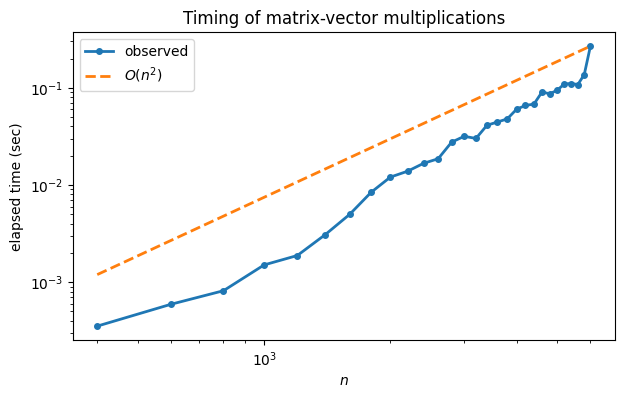 Timing of matrix-vector multiplications
observed
O(n²)
10⁻¹
10⁻²
10⁻³
elapsed time (sec)
10³
n